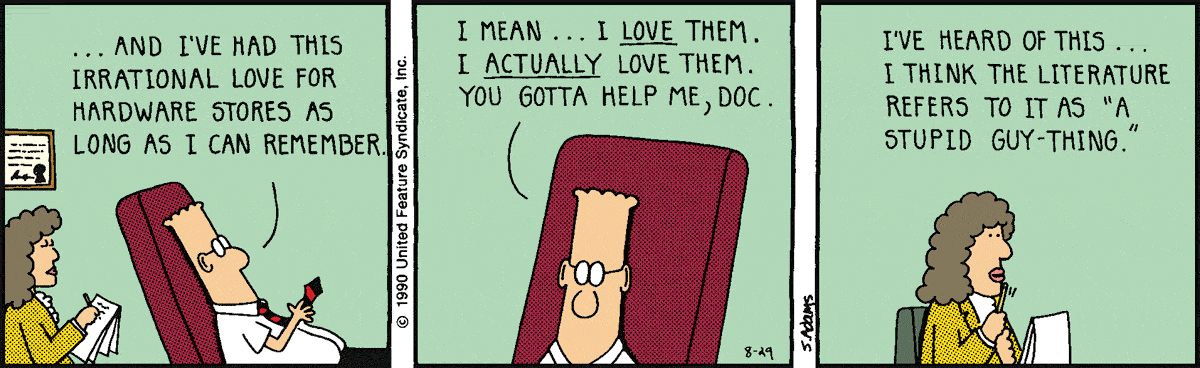 ... AND I'VE HAD THIS
IRRATIONAL LOVE FOR
HARDWARE STORES AS
LONG AS I CAN REMEMBER.
© 1990 United Feature Syndicate, Inc.
I MEAN ... I LOVE THEM.
I ACTUALLY LOVE THEM.
YOU GOTTA HELP ME, DOC.
8-29
S. Adams
I'VE HEARD OF THIS ...
I THINK THE LITERATURE
REFERS TO IT AS "A
STUPID GUY-THING."